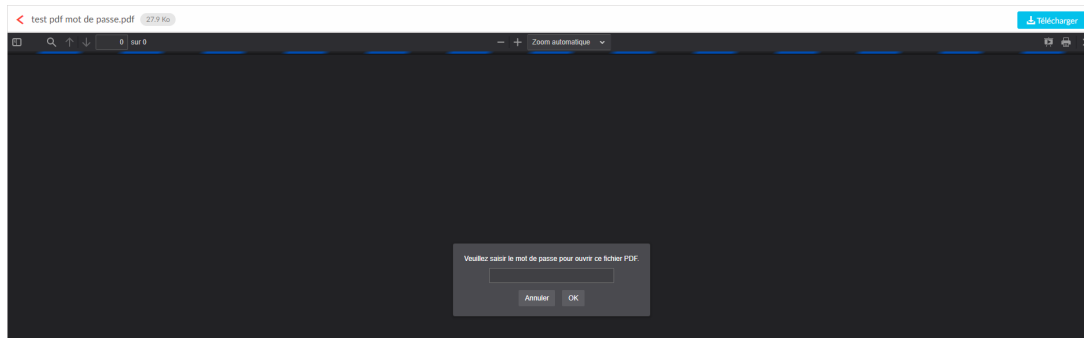 test pdf mot de passe.pdf 27.9 Ko Télécharger
0 sur 0 Zoom automatique
Veuillez saisir le mot de passe pour ouvrir ce fichier PDF.
Annuler OK